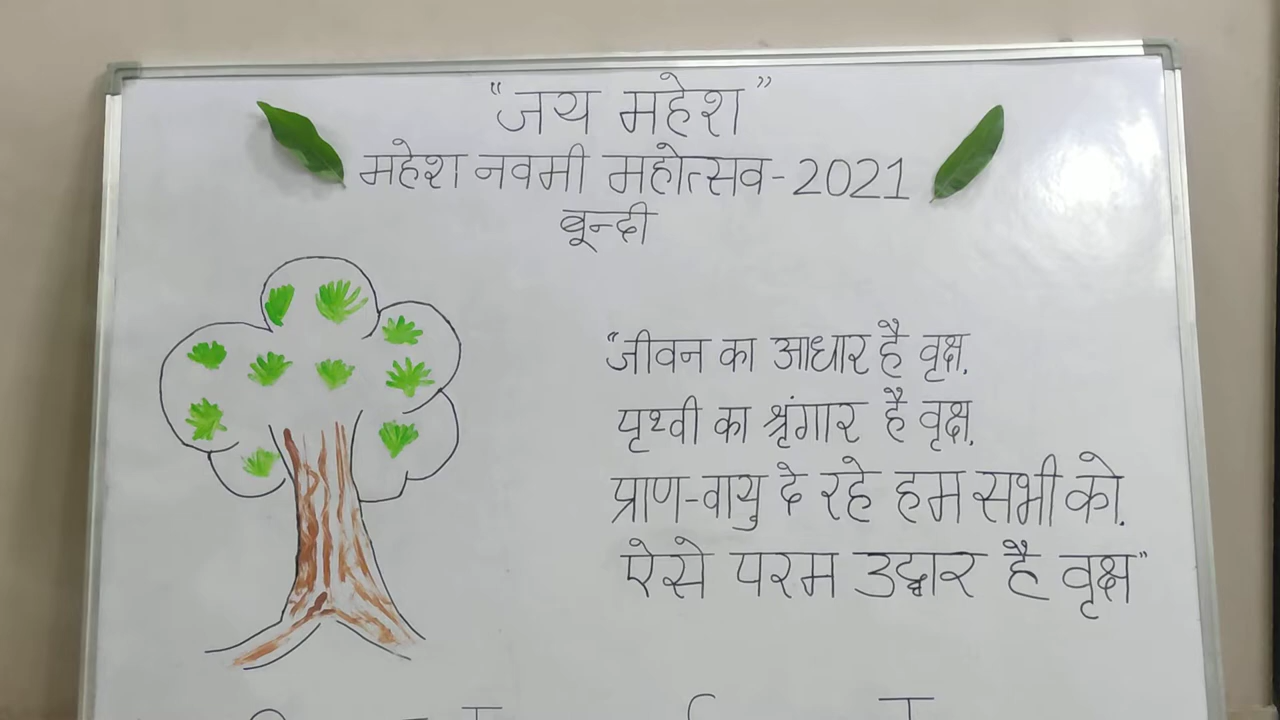 "जय महेश"
महेश नवमी महोत्सव-2021
बून्दी
"जीवन का आधार है वृक्ष,
पृथ्वी का श्रृंगार है वृक्ष,
प्राण-वायु दे रहे हम सभी को,
ऐसे परम उद्वार है वृक्ष"